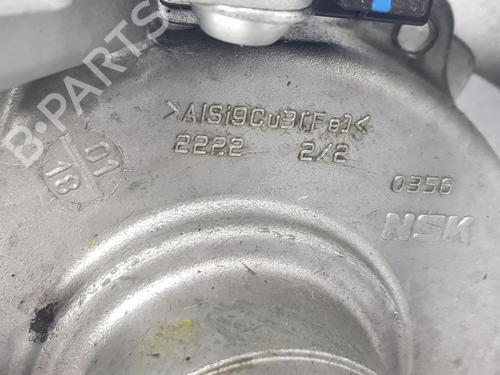 B-PARTS
>AlSi9Cu3(Fe)<
2222 2/2
01
18
0356
NSK